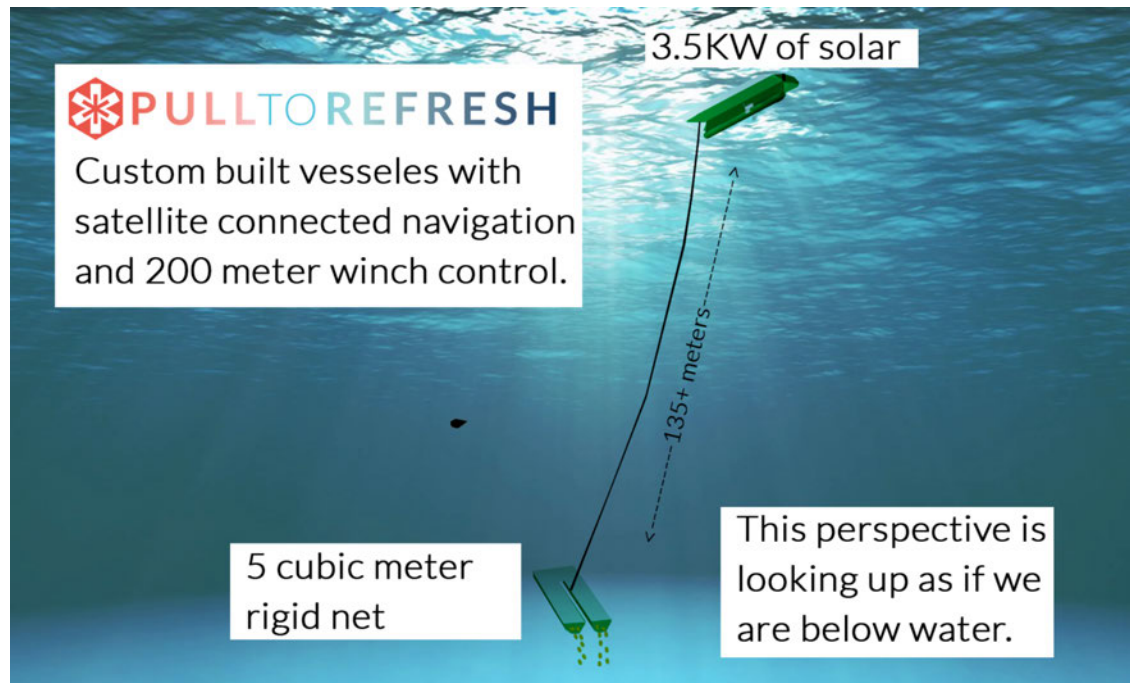 3.5KW of solar
PULLTOREFRESH
Custom built vesseles with
satellite connected navigation
and 200 meter winch control.
135+ meters
5 cubic meter
rigid net
This perspective is
looking up as if we
are below water.